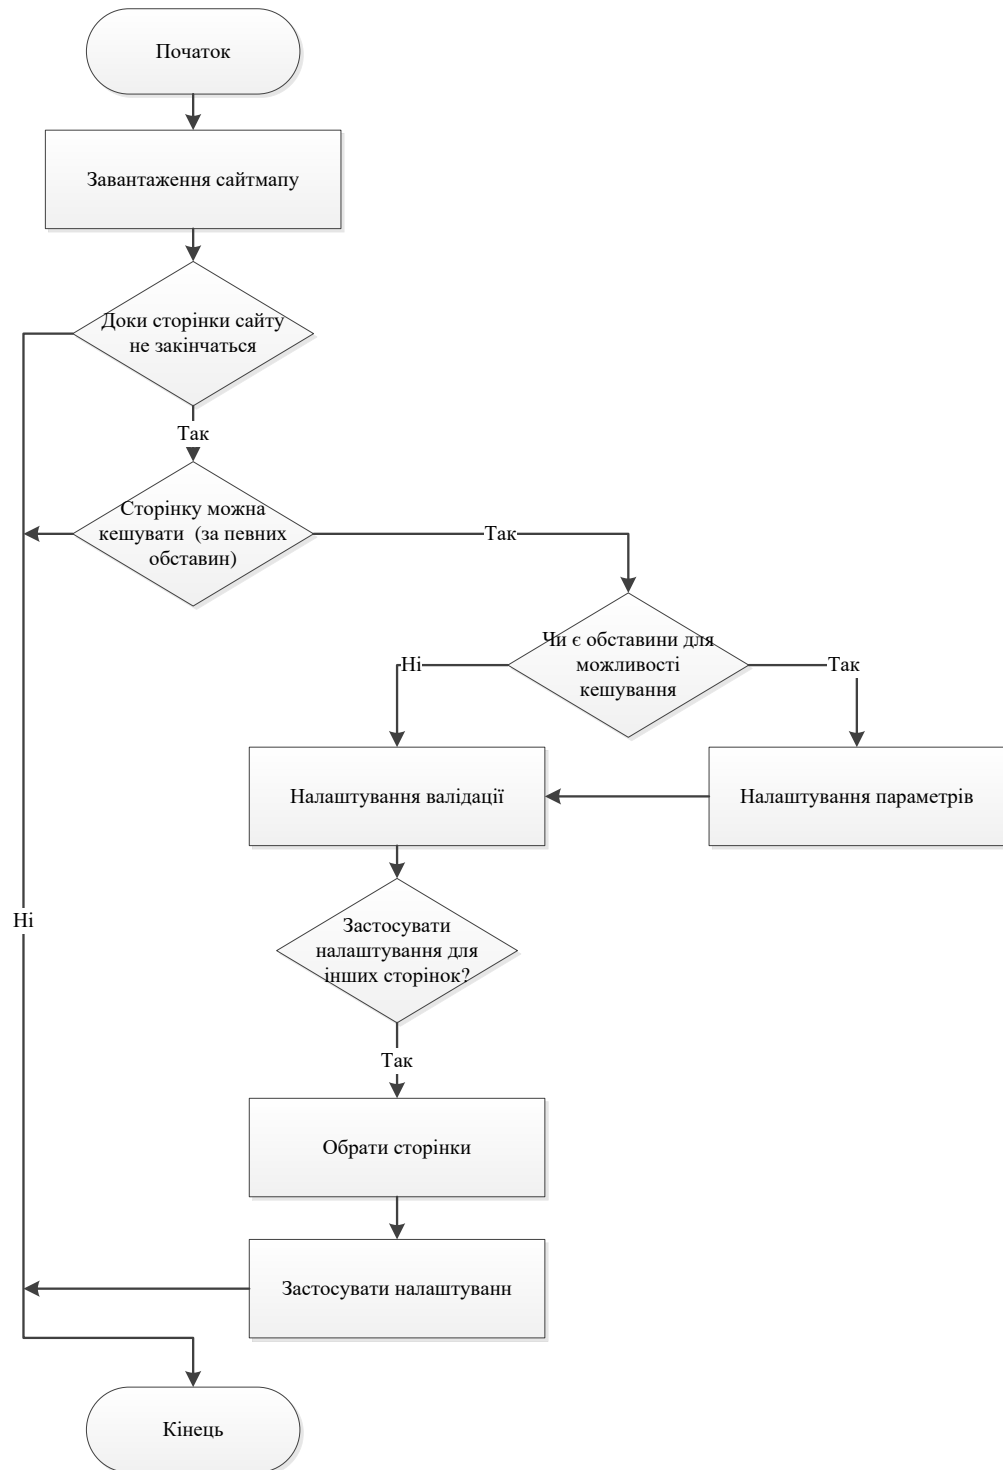 Початок
Завантаження сайтмапу
Доки сторінки сайту
не закінчаться
Так
Сторінку можна
кешувати (за певних
обставин)
Так
Чи є обставини для
можливості
кешування
Ні
Так
Налаштування валідації
Налаштування параметрів
Ні
Застосувати
налаштування для
інших сторінок?
Так
Обрати сторінки
Застосувати налаштуванн
Кінець